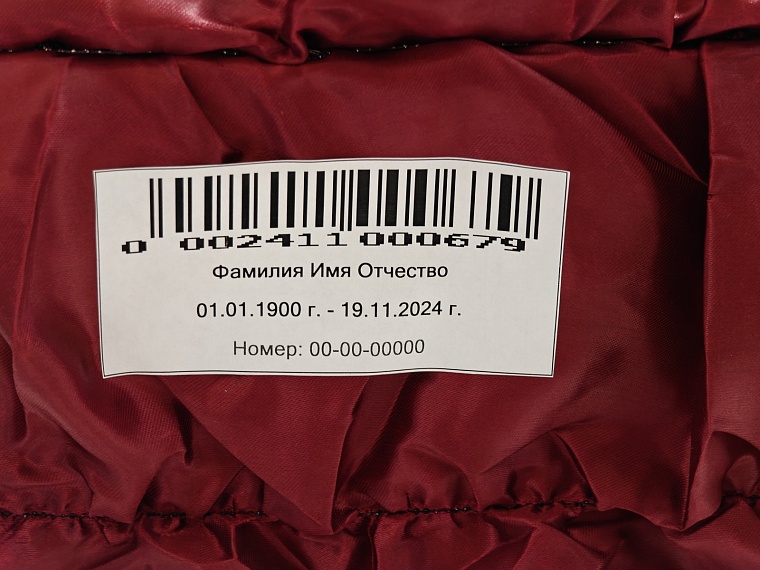 0 002411 000679
Фамилия Имя Отчество
01.01.1900 г. - 19.11.2024 г.
Номер: 00-00-00000